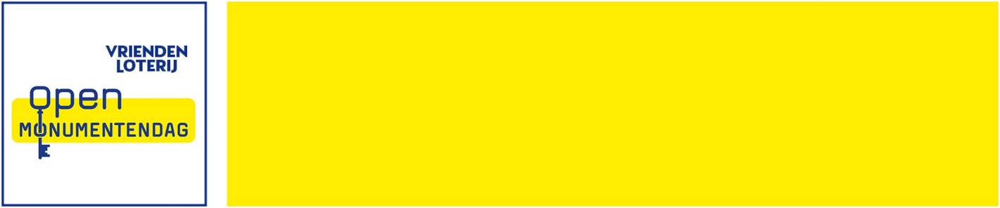 VRIENDEN
LOTERIJ
Open
MONUMENTENDAG